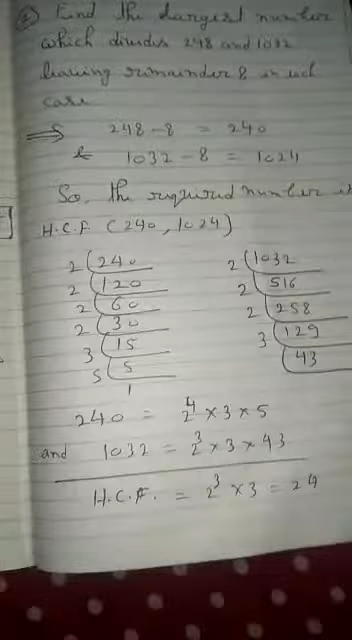 ② Find the largest number
which divides 248 and 1032
leaving remainder 8 in each
case
⇒ 248 - 8 = 240
& 1032 - 8 = 1024
So, the required number is
H.C.F (240, 1024)
2 240
2 120
2 60
2 30
3 15
5 5
1
2 1032
2 516
2 258
3 129
43
240 = 2⁴ × 3 × 5
and 1032 = 2³ × 3 × 43
H.C.F. = 2³ × 3 = 24